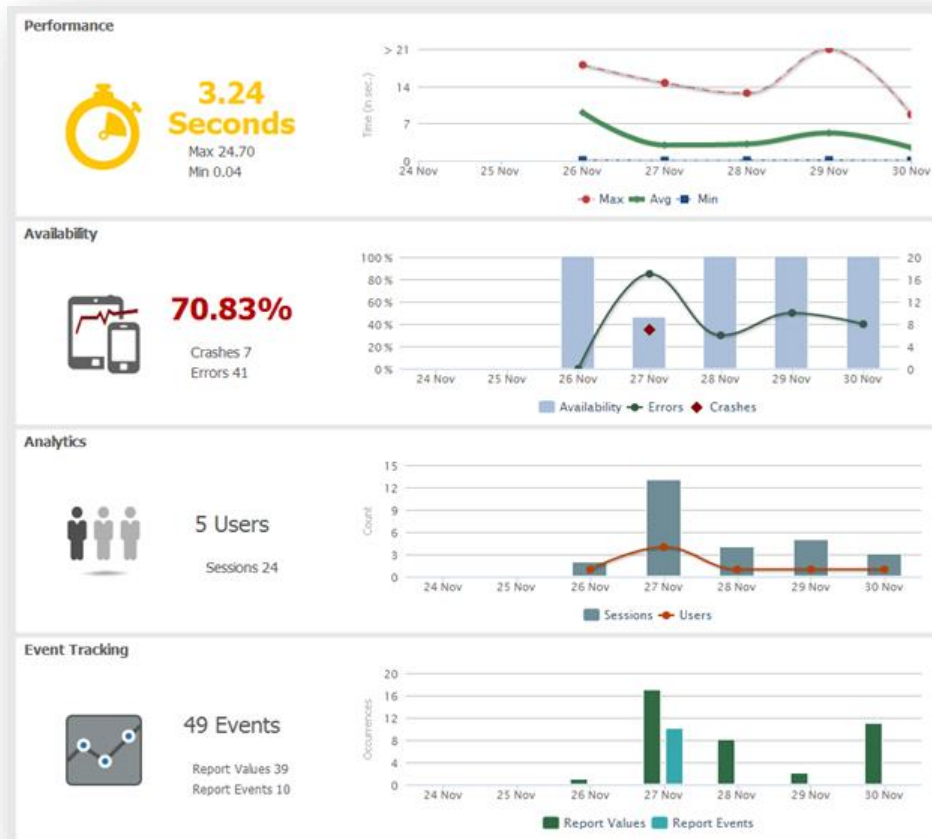 Performance
3.24
Seconds
Max 24.70
Min 0.04
Time (in sec.)
> 21
14
7
0
24 Nov 25 Nov 26 Nov 27 Nov 28 Nov 29 Nov 30 Nov
Max Avg Min
Availability
70.83%
Crashes 7
Errors 41
100 % 20
80 % 16
60 % 12
40 % 8
20 % 4
0 % 0
24 Nov 25 Nov 26 Nov 27 Nov 28 Nov 29 Nov 30 Nov
Availability Errors Crashes
Analytics
5 Users
Sessions 24
Count
15
12
9
6
3
0
24 Nov 25 Nov 26 Nov 27 Nov 28 Nov 29 Nov 30 Nov
Sessions Users
Event Tracking
49 Events
Report Values 39
Report Events 10
Occurrences
20
16
12
8
4
0
24 Nov 25 Nov 26 Nov 27 Nov 28 Nov 29 Nov 30 Nov
Report Values Report Events